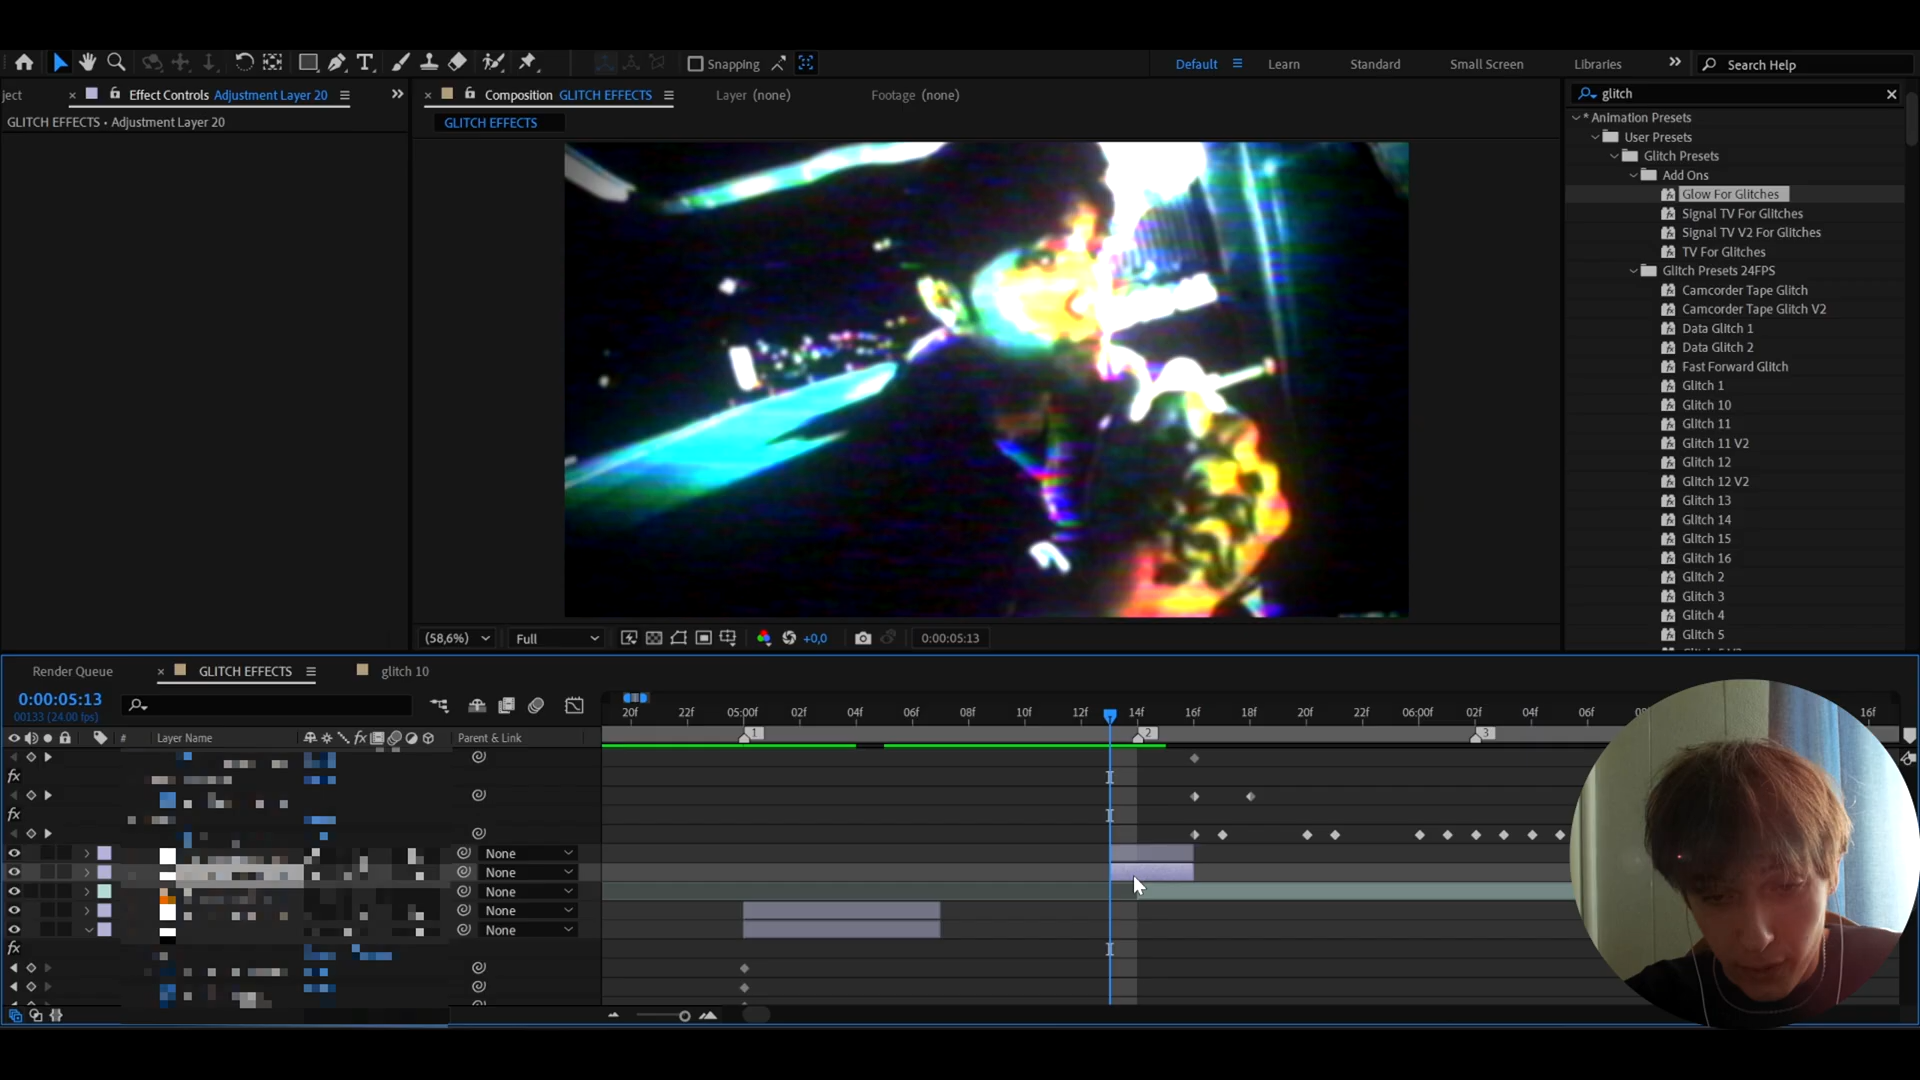 Snapping
Default
Learn
Standard
Small Screen
Libraries
Search Help
ject
Effect Controls Adjustment Layer 20
Composition GLITCH EFFECTS
Layer (none)
Footage (none)
glitch
GLITCH EFFECTS • Adjustment Layer 20
GLITCH EFFECTS
* Animation Presets
User Presets
Glitch Presets
Add Ons
Glow For Glitches
Signal TV For Glitches
Signal TV V2 For Glitches
TV For Glitches
Glitch Presets 24FPS
Camcorder Tape Glitch
Camcorder Tape Glitch V2
Data Glitch 1
Data Glitch 2
Fast Forward Glitch
Glitch 1
Glitch 10
Glitch 11
Glitch 11 V2
Glitch 12
Glitch 12 V2
Glitch 13
Glitch 14
Glitch 15
Glitch 16
Glitch 2
Glitch 3
Glitch 4
Glitch 5
(58,6%)
Full
+0,0
0:00:05:13
Render Queue
GLITCH EFFECTS
glitch 10
0:00:05:13
00133 (24.00 fps)
20f 22f 05:00f 02f 04f 06f 08f 10f 12f 14f 16f 18f 20f 22f 06:00f 02f 04f 06f 16f
1 2 3
# Layer Name
Parent & Link
fx
fx
None
None
None
None
None
fx